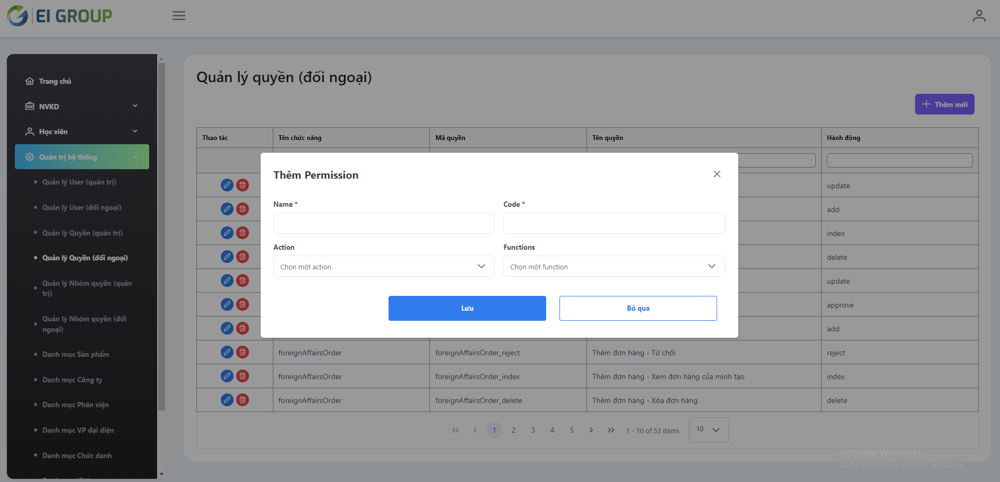 EI GROUP
Trang chủ
NVKD
Học viên
Quản trị hệ thống
Quản lý User (quản trị)
Quản lý User (đối ngoại)
Quản lý Quyền (quản trị)
Quản lý Quyền (đối ngoại)
Quản lý Nhóm quyền (quản
trị)
Quản lý Nhóm quyền (đối
ngoại)
Danh mục Sản phẩm
Danh mục Công ty
Danh mục Phân viện
Danh mục VP đại diện
Danh mục Chức danh
Quản lý quyền (đối ngoại)
Thêm mới
Thao tác Tên chức năng Mã quyền Tên quyền Hành động
update
add
index
delete
update
approve
add
Thêm Permission
Name *
Code *
Action
Functions
Chọn một action
Chọn một function
Lưu
Bỏ qua
foreignAffairsOrder foreignAffairsOrder_reject Thêm đơn hàng - Từ chối reject
foreignAffairsOrder foreignAffairsOrder_index Thêm đơn hàng - Xem đơn hàng của mình tạo index
foreignAffairsOrder foreignAffairsOrder_delete Thêm đơn hàng - Xóa đơn hàng delete
1 2 3 4 5 1 - 10 of 53 items 10
Activate Windows
Go to Settings to activate Windows.